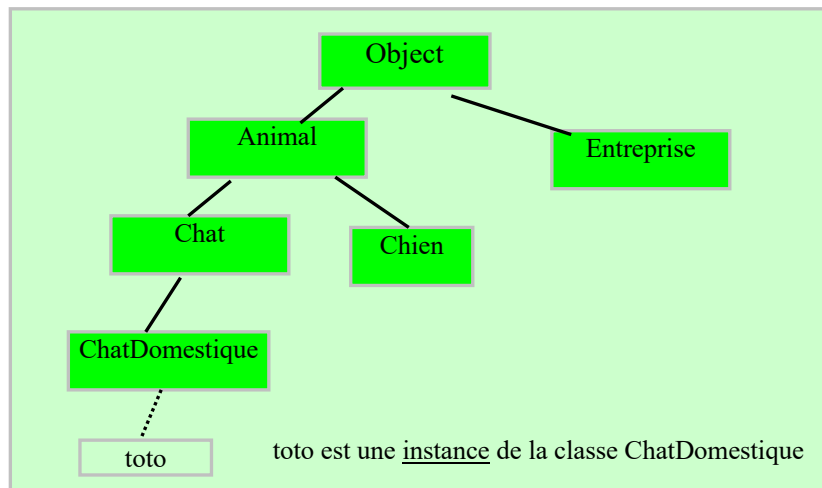 Object
Animal
Entreprise
Chat
Chien
ChatDomestique
toto
toto est une instance de la classe ChatDomestique